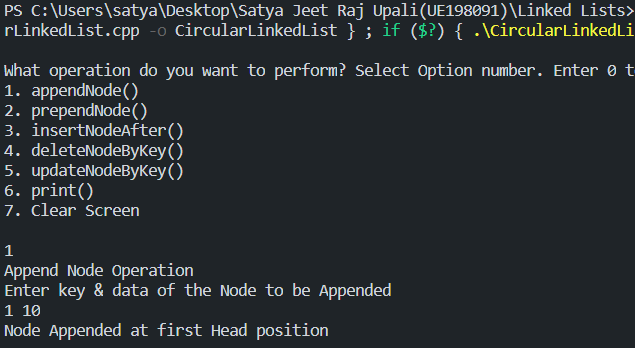 PS C:\Users\satya\Desktop\Satya Jeet Raj Upali(UE198091)\Linked Lists>
rLinkedList.cpp -o CircularLinkedList } ; if ($?) { .\CircularLinkedLi
What operation do you want to perform? Select Option number. Enter 0 t
1. appendNode()
2. prependNode()
3. insertNodeAfter()
4. deleteNodeByKey()
5. updateNodeByKey()
6. print()
7. Clear Screen
1
Append Node Operation
Enter key & data of the Node to be Appended
1 10
Node Appended at first Head position